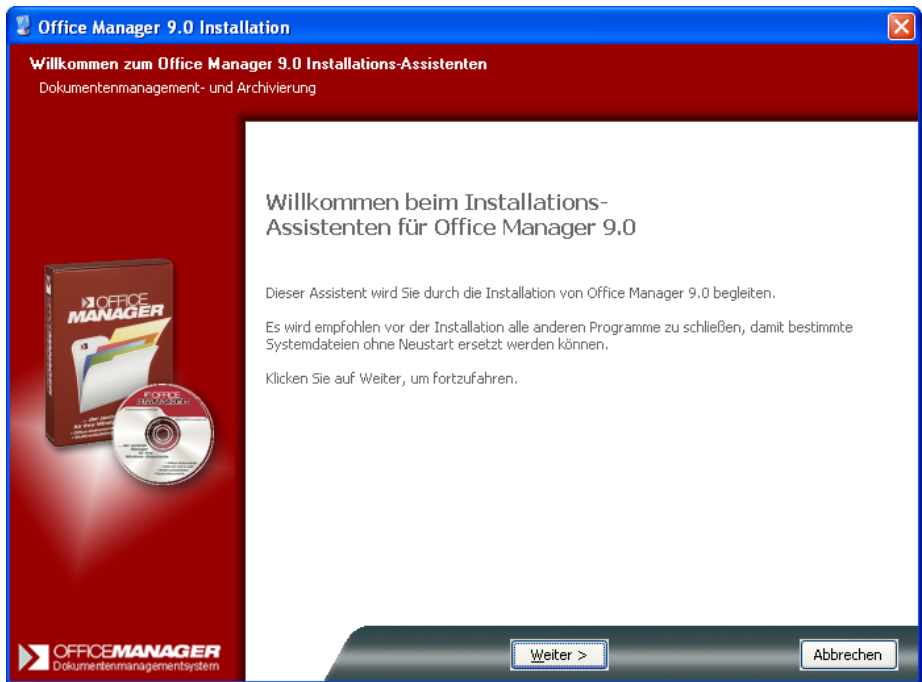 Office Manager 9.0 Installation
Willkommen zum Office Manager 9.0 Installations-Assistenten
Dokumentenmanagement- und Archivierung
Willkommen beim Installations-
Assistenten für Office Manager 9.0
Dieser Assistent wird Sie durch die Installation von Office Manager 9.0 begleiten.
Es wird empfohlen vor der Installation alle anderen Programme zu schließen, damit bestimmte
Systemdateien ohne Neustart ersetzt werden können.
Klicken Sie auf Weiter, um fortzufahren.
OFFICE
MANAGER
OFFICEMANAGER
Dokumentenmanagementsystem
Weiter >
Abbrechen